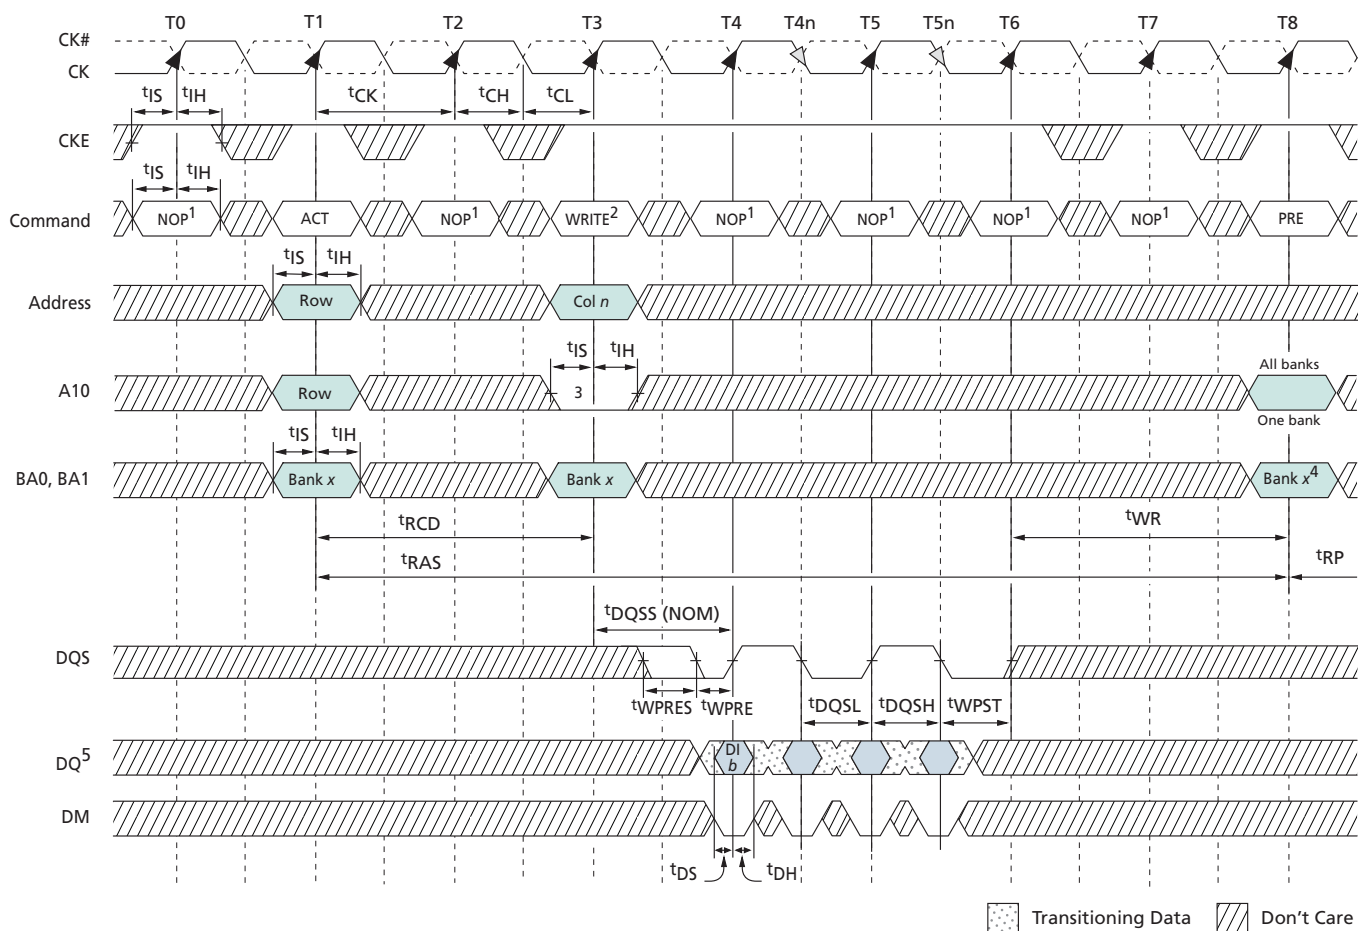 T0 T1 T2 T3 T4 T4n T5 T5n T6 T7 T8
CK#
CK
tIS tIH tCK tCH tCL
CKE
tIS tIH
Command NOP1 ACT NOP1 WRITE2 NOP1 NOP1 NOP1 NOP1 PRE
tIS tIH
Address Row Col n
tIS tIH All banks
A10 Row 3
One bank
tIS tIH
BA0, BA1 Bank x Bank x Bank x4
tRCD tWR
tRAS tRP
tDQSS (NOM)
DQS
tWPRES tWPRE tDQSL tDQSH tWPST
DQ5 DI
b
DM
tDS tDH
Transitioning Data Don't Care